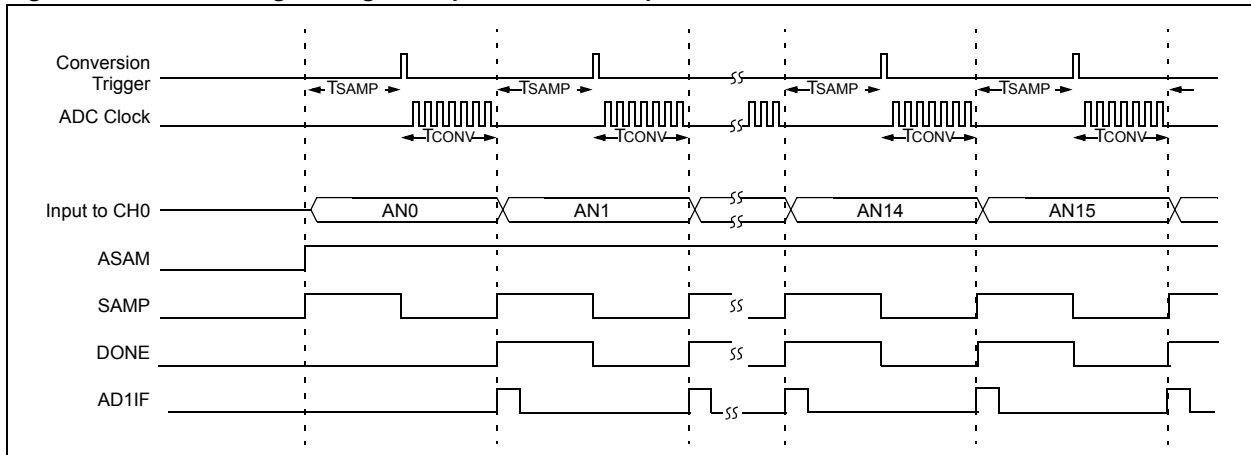 Conversion
Trigger
TSAMP TSAMP TSAMP TSAMP
ADC Clock
TCONV TCONV TCONV TCONV
Input to CH0 AN0 AN1 AN14 AN15
ASAM
SAMP
DONE
AD1IF